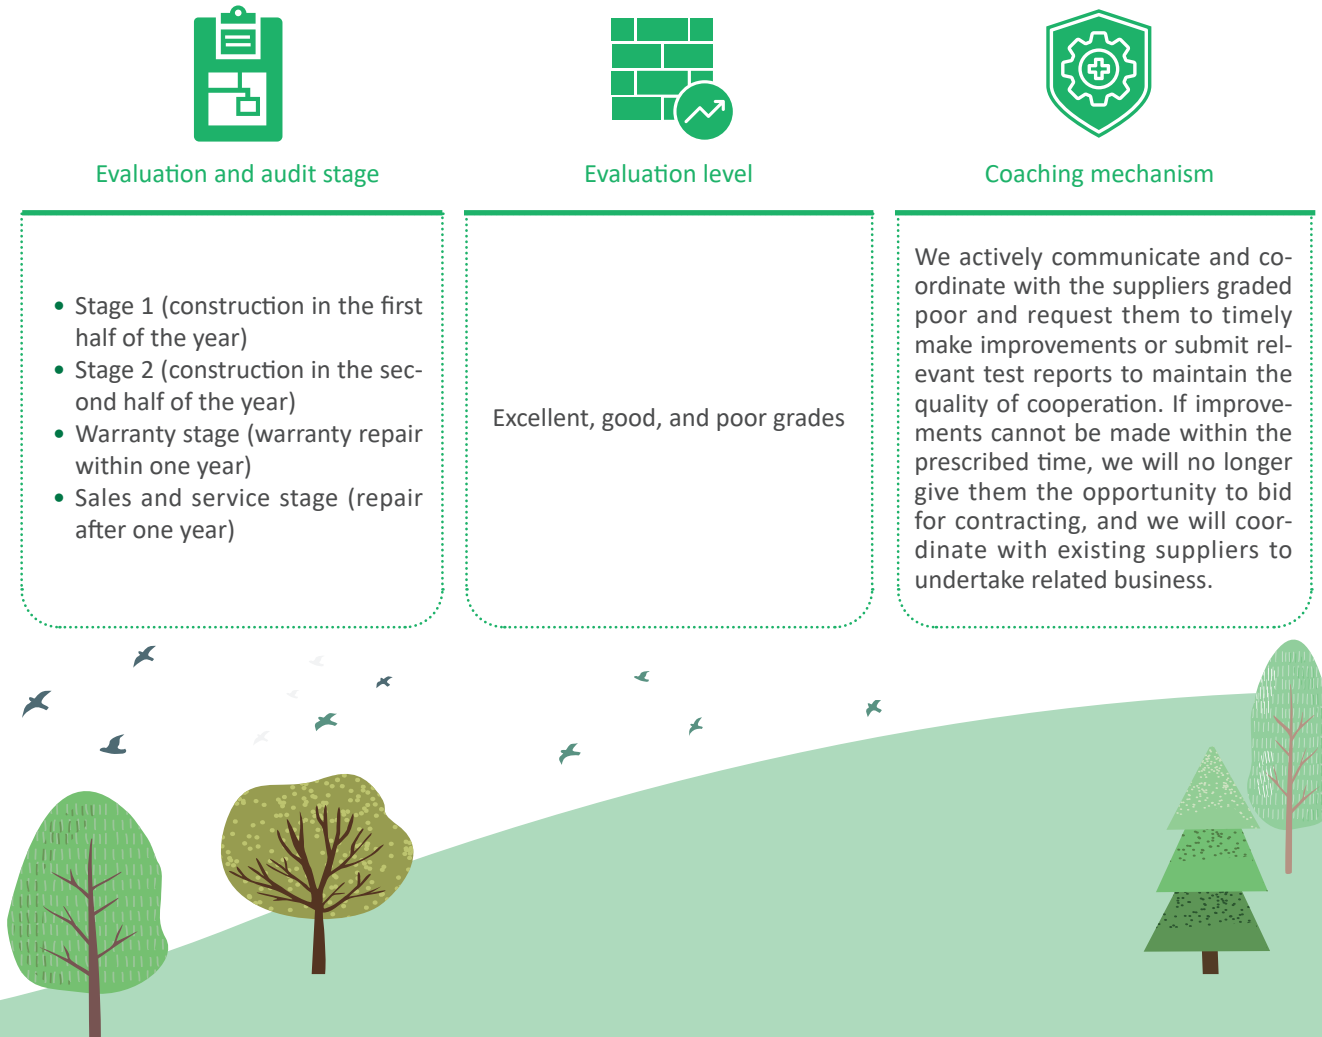 Evaluation and audit stage
• Stage 1 (construction in the first
half of the year)
• Stage 2 (construction in the sec-
ond half of the year)
• Warranty stage (warranty repair
within one year)
• Sales and service stage (repair
after one year)
Evaluation level
Excellent, good, and poor grades
Coaching mechanism
We actively communicate and co-
ordinate with the suppliers graded
poor and request them to timely
make improvements or submit rel-
evant test reports to maintain the
quality of cooperation. If improve-
ments cannot be made within the
prescribed time, we will no longer
give them the opportunity to bid
for contracting, and we will coor-
dinate with existing suppliers to
undertake related business.